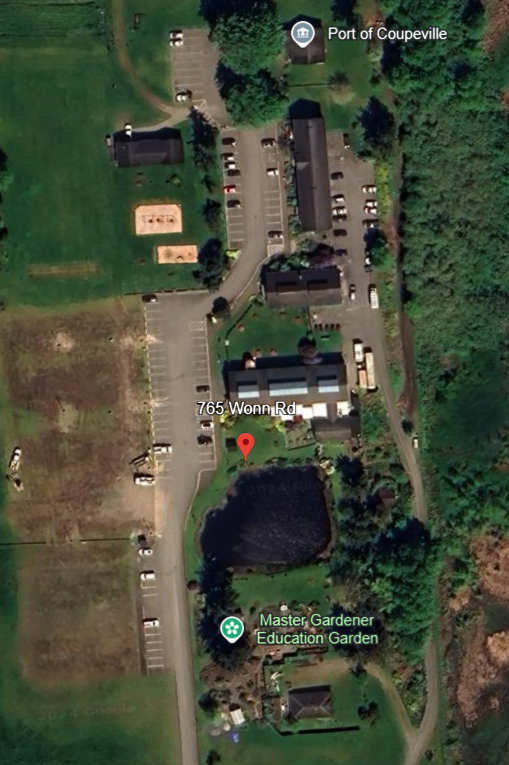 Port of Coupeville
765 Wonn Rd
Master Gardener
Education Garden